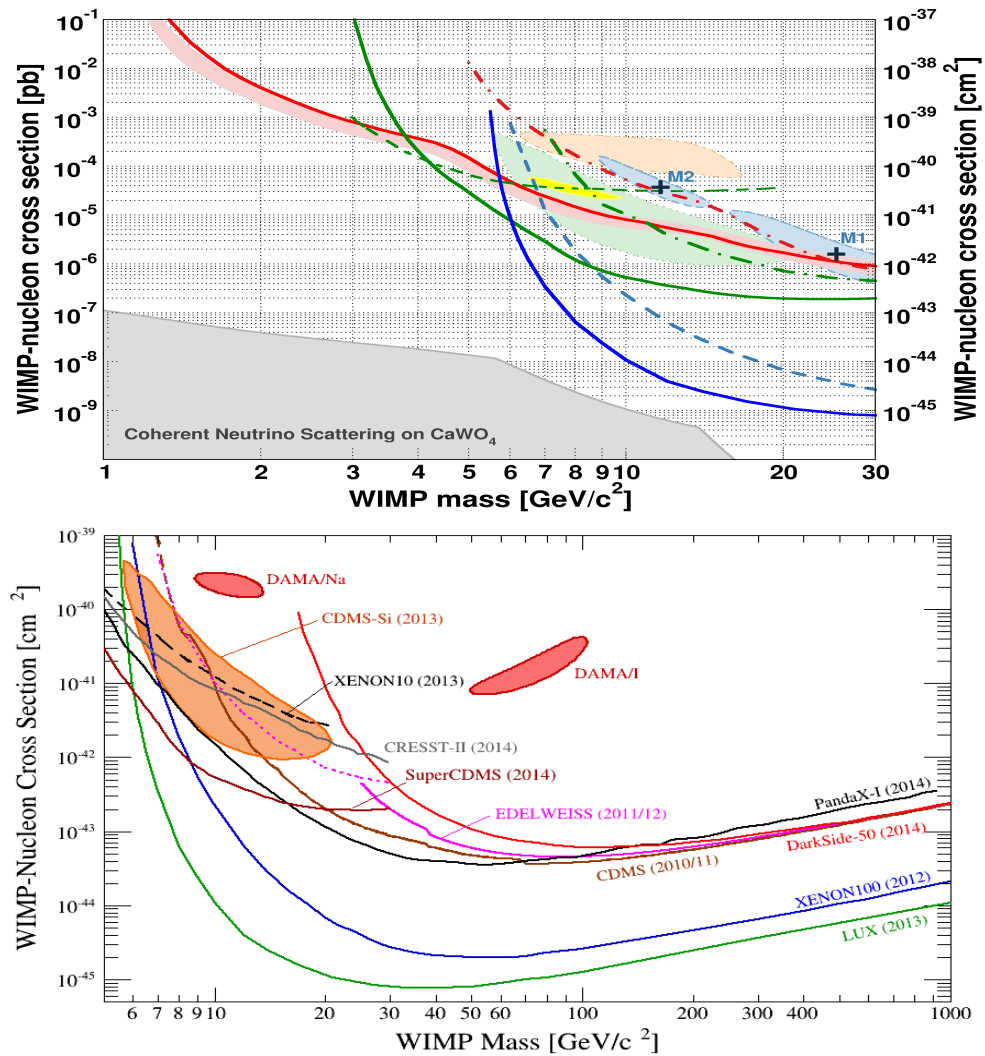 WIMP-nucleon cross section [pb]
10^-1
10^-2
10^-3
10^-4
10^-5
10^-6
10^-7
10^-8
10^-9
M2
M1
Coherent Neutrino Scattering on CaWO₄
10^-37
10^-38
10^-39
10^-40
10^-41
10^-42
10^-43
10^-44
10^-45
WIMP-nucleon cross section [cm²]
1 2 3 4 5 6 7 8 9 10 20 30
WIMP mass [GeV/c²]
WIMP-Nucleon Cross Section [cm ²]
10^-39
10^-40
10^-41
10^-42
10^-43
10^-44
10^-45
DAMA/Na
CDMS-Si (2013)
DAMA/I
XENON10 (2013)
CRESST-II (2014)
SuperCDMS (2014)
EDELWEISS (2011/12)
PandaX-I (2014)
DarkSide-50 (2014)
CDMS (2010/11)
XENON100 (2012)
LUX (2013)
6 7 8 9 10 20 30 40 50 60 100 200 300 400 1000
WIMP Mass [GeV/c ²]